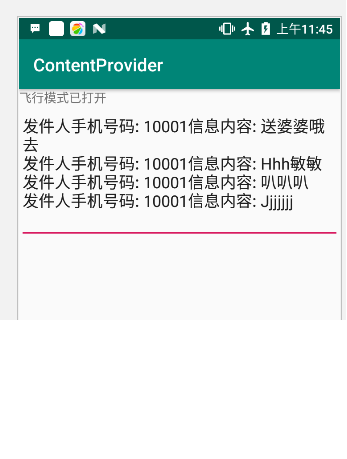 上午11:45
ContentProvider
飞行模式已打开
发件人手机号码: 10001信息内容: 送婆婆哦
去
发件人手机号码: 10001信息内容: Hhh敏敏
发件人手机号码: 10001信息内容: 叭叭叭
发件人手机号码: 10001信息内容: Jjjjjjj